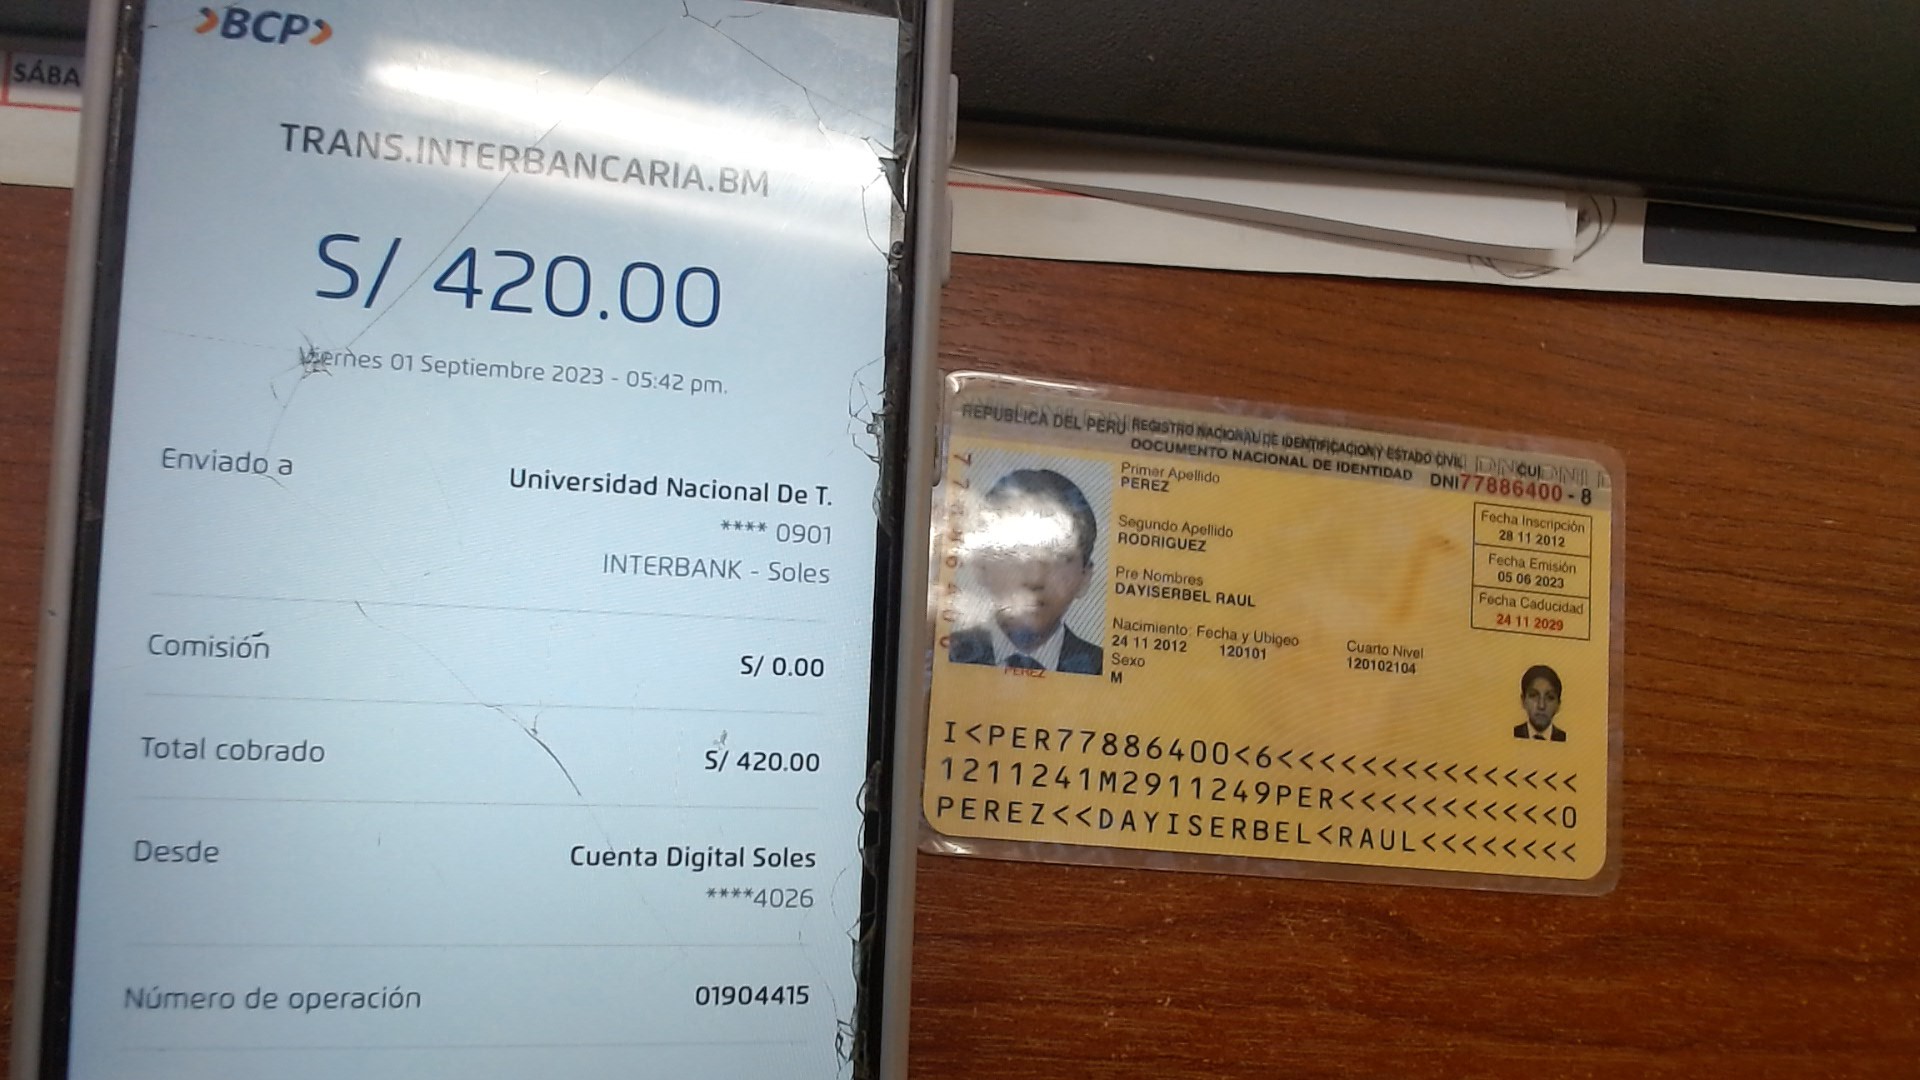 BCP
SÁBA
TRANS.INTERBANCARIA.BM
S/ 420.00
Viernes 01 Septiembre 2023 - 05:42 pm.
Enviado a
Universidad Nacional De T.
**** 0901
INTERBANK - Soles
Comisión
S/ 0.00
Total cobrado
S/ 420.00
Desde
Cuenta Digital Soles
****4026
Número de operación
01904415
REPUBLICA DEL PERU REGISTRO NACIONAL DE IDENTIFICACION Y ESTADO CIVIL
DOCUMENTO NACIONAL DE IDENTIDAD
CUI
DNI77886400 - 8
Primer Apellido
PEREZ
Segundo Apellido
RODRIGUEZ
Pre Nombres
DAYISERBEL RAUL
Nacimiento: Fecha y Ubigeo
24 11 2012 120101
Sexo
M
Cuarto Nivel
120102104
Fecha Inscripción
28 11 2012
Fecha Emisión
05 06 2023
Fecha Caducidad
24 11 2029
PEREZ
I<PER77886400<6<<<<<<<<<<<<<<<
1211241M2911249PER<<<<<<<<<<<0
PEREZ<<DAYISERBEL<RAUL<<<<<<<<